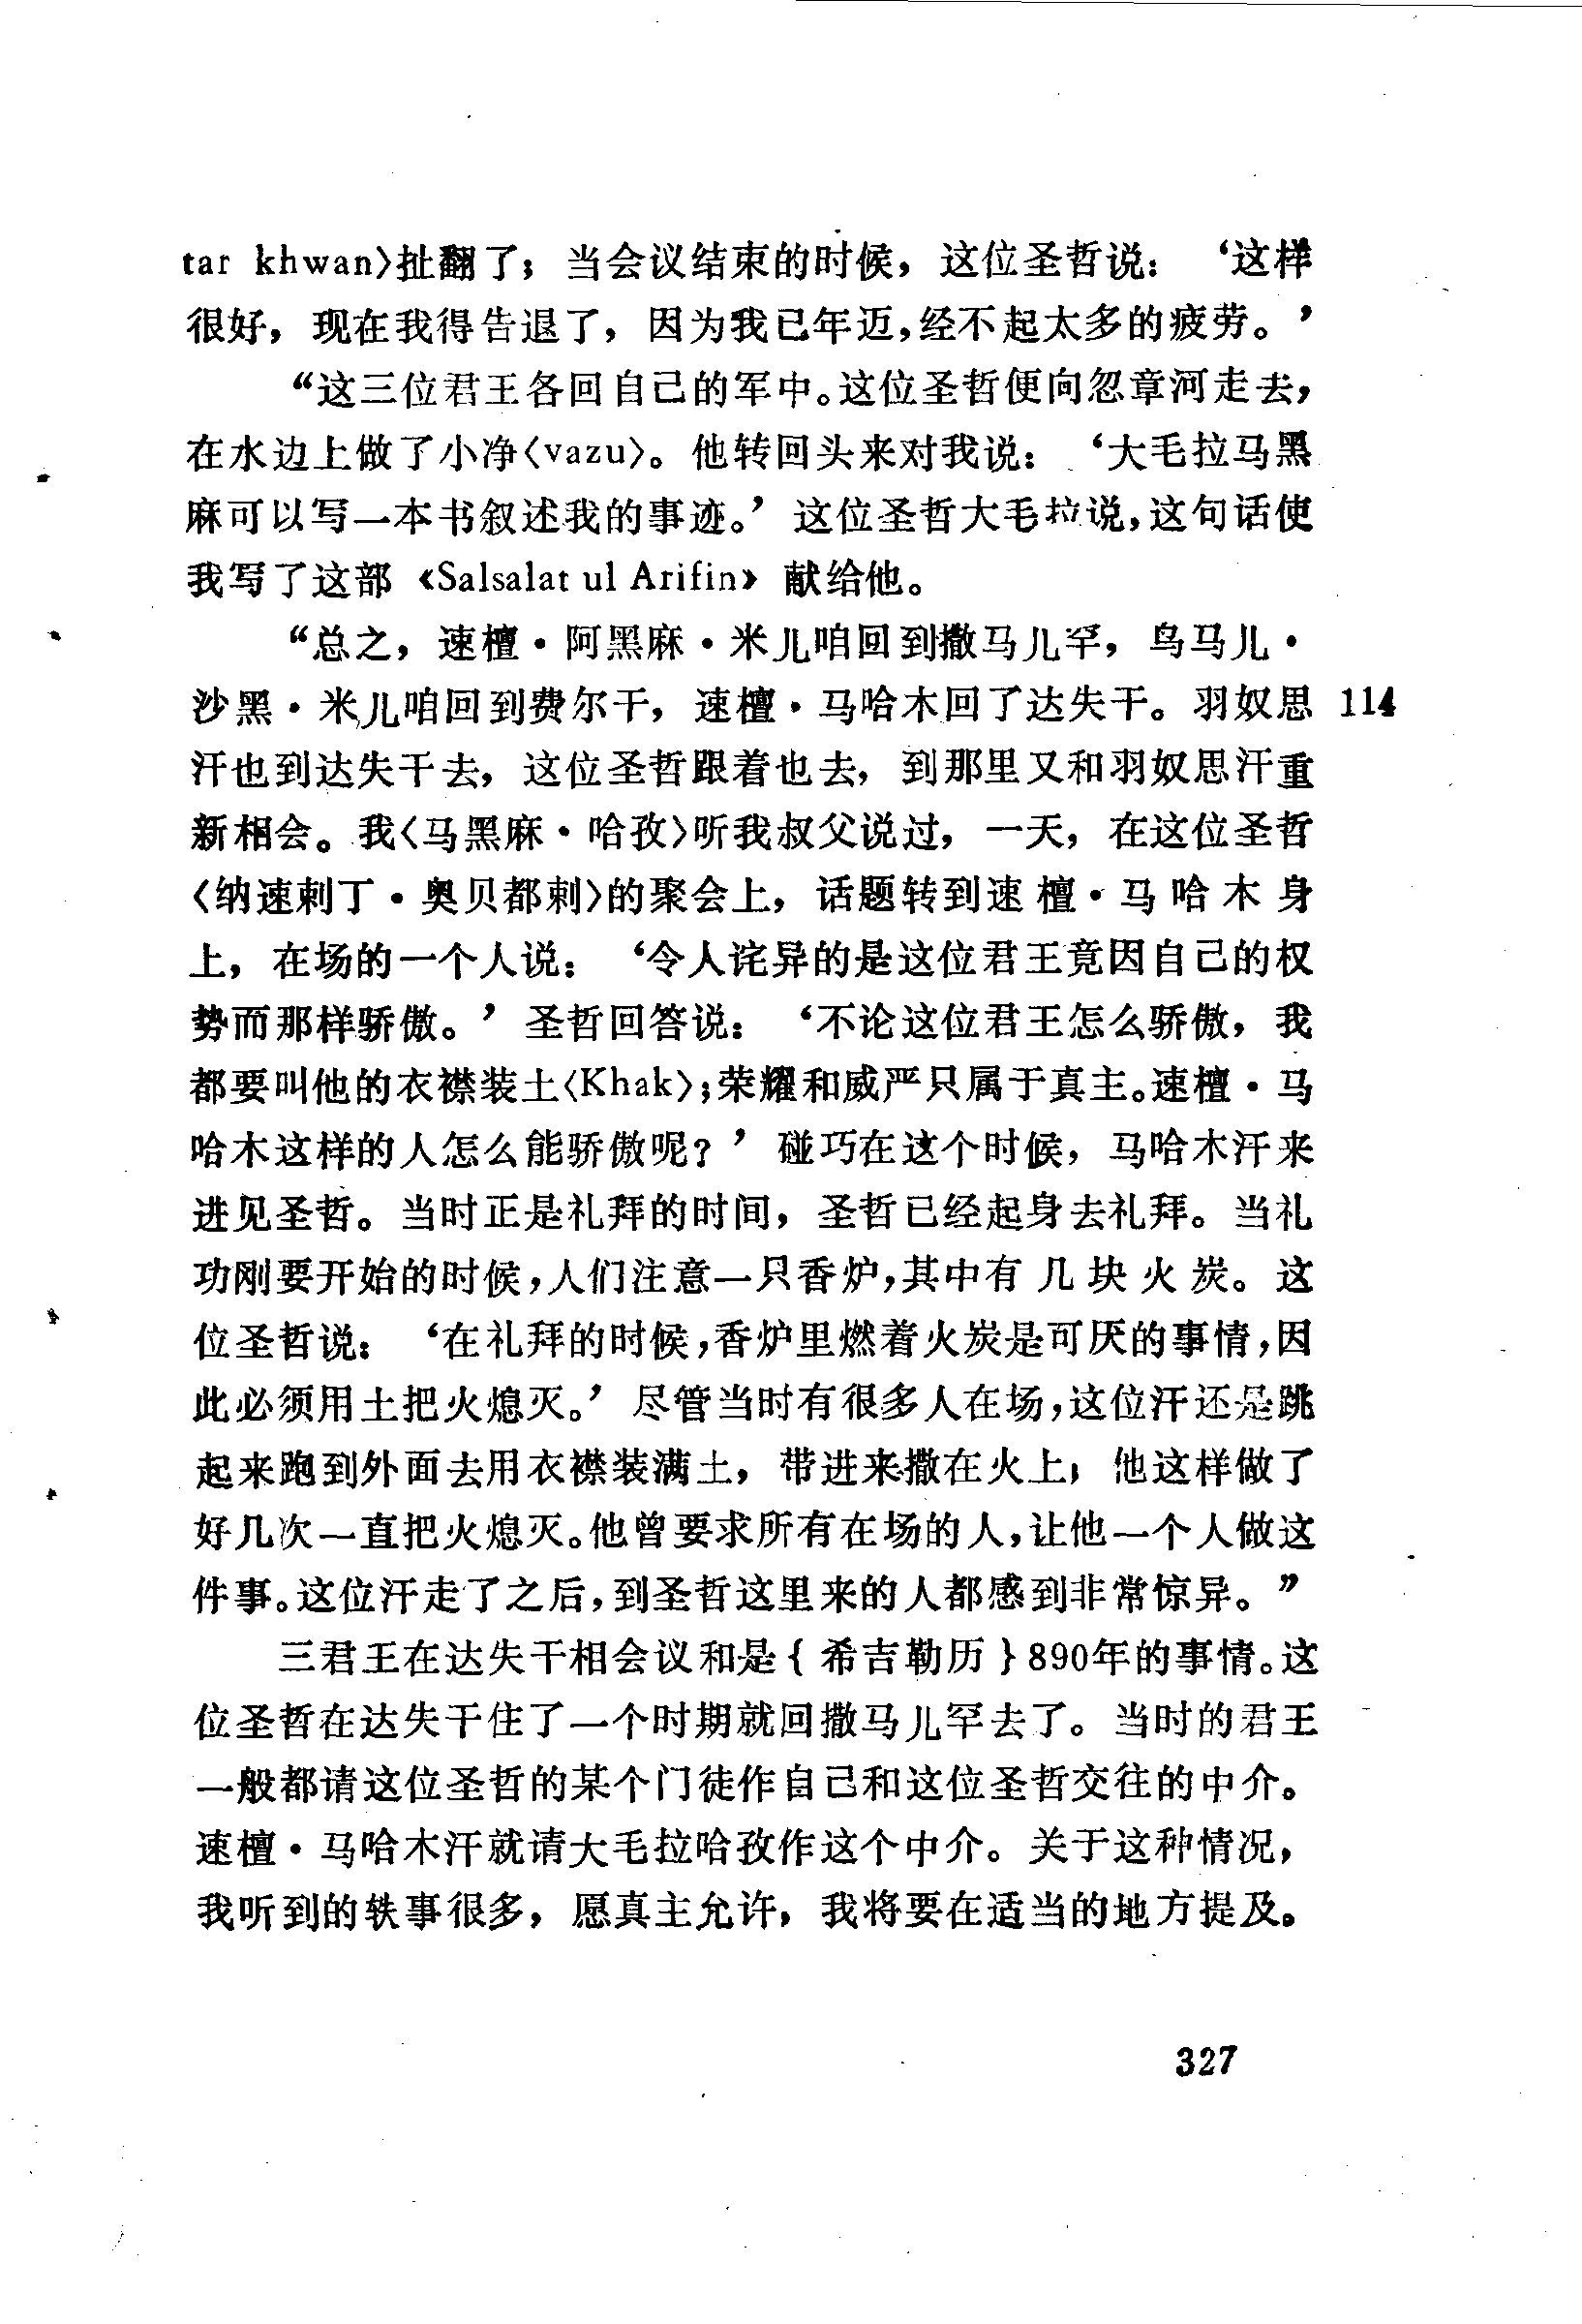 tar khwan〉扯翻了；当会议结束的时候，这位圣哲说：‘这样
很好，现在我得告退了，因为我已年迈，经不起太多的疲劳。’
“这三位君王各回自己的军中。这位圣哲便向忽章河走去，
在水边上做了小净〈vazu〉。他转回头来对我说：‘大毛拉马黑
麻可以写一本书叙述我的事迹。’这位圣哲大毛拉说，这句话使
我写了这部《Salsalat ul Arifin》献给他。
“总之，速檀·阿黑麻·米儿咱回到撒马儿罕，乌马儿·
沙黑·米儿咱回到费尔干，速檀·马哈木回了达失干。羽奴思 114
汗也到达失干去，这位圣哲跟着也去，到那里又和羽奴思汗重
新相会。我〈马黑麻·哈孜〉听我叔父说过，一天，在这位圣哲
〈纳速剌丁·奥贝都剌〉的聚会上，话题转到速檀·马哈木身
上，在场的一个人说：‘令人诧异的是这位君王竟因自己的权
势而那样骄傲。’圣哲回答说：‘不论这位君王怎么骄傲，我
都要叫他的衣襟装土〈Khak〉；荣耀和威严只属于真主。速檀·马
哈木这样的人怎么能骄傲呢？’碰巧在这个时候，马哈木汗来
进见圣哲。当时正是礼拜的时间，圣哲已经起身去礼拜。当礼
功刚要开始的时候，人们注意一只香炉，其中有几块火炭。这
位圣哲说：‘在礼拜的时候，香炉里燃着火炭是可厌的事情，因
此必须用土把火熄灭。’尽管当时有很多人在场，这位汗还是跳
起来跑到外面去用衣襟装满土，带进来撒在火上；他这样做了
好几次一直把火熄灭。他曾要求所有在场的人，让他一个人做这
件事。这位汗走了之后，到圣哲这里来的人都感到非常惊异。”
三君王在达失干相会议和是｛希吉勒历｝890年的事情。这
位圣哲在达失干住了一个时期就回撒马儿罕去了。当时的君王
一般都请这位圣哲的某个门徒作自己和这位圣哲交往的中介。
速檀·马哈木汗就请大毛拉哈孜作这个中介。关于这种情况，
我听到的轶事很多，愿真主允许，我将要在适当的地方提及。
327